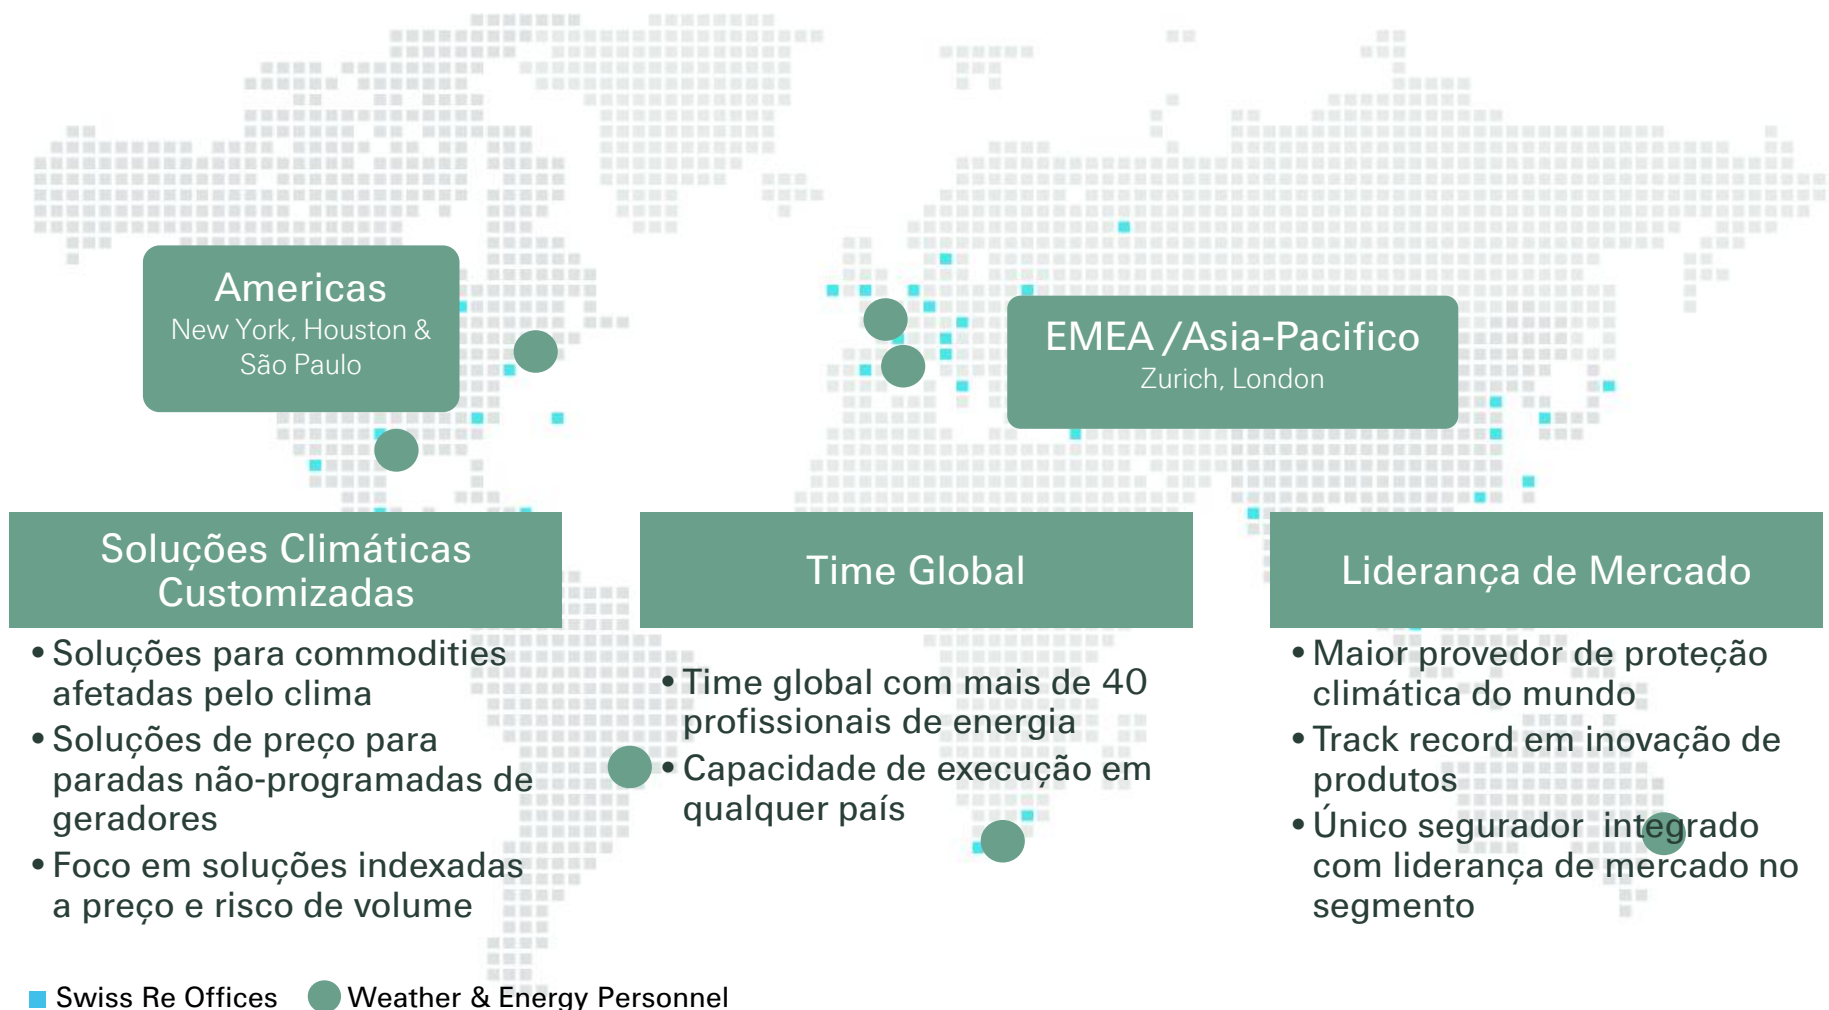 Americas
New York, Houston &
São Paulo
EMEA /Asia-Pacifico
Zurich, London
Soluções Climáticas
Customizadas
• Soluções para commodities
afetadas pelo clima
• Soluções de preço para
paradas não-programadas de
geradores
• Foco em soluções indexadas
a preço e risco de volume
Time Global
• Time global com mais de 40
profissionais de energia
• Capacidade de execução em
qualquer país
Liderança de Mercado
• Maior provedor de proteção
climática do mundo
• Track record em inovação de
produtos
• Único segurador integrado
com liderança de mercado no
segmento
Swiss Re Offices
Weather & Energy Personnel